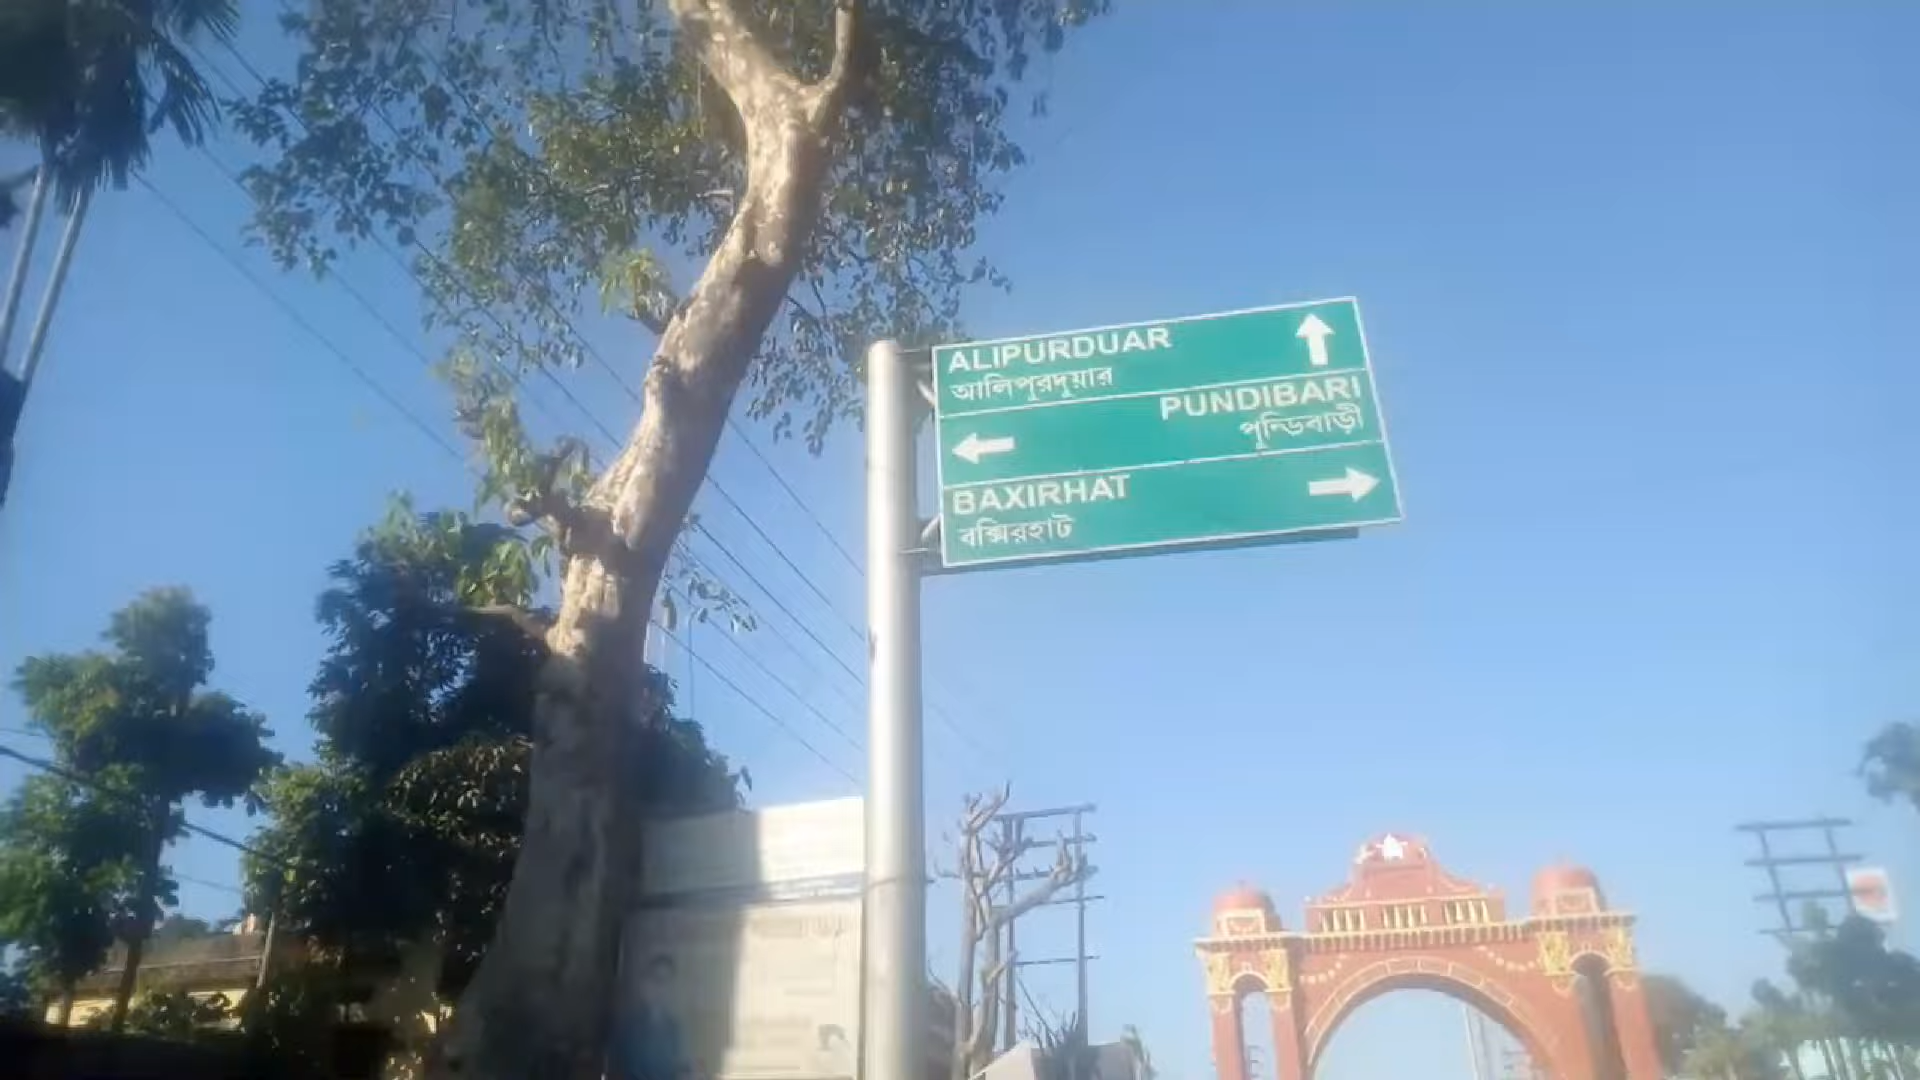 ALIPURDUAR
আলিপুরদুয়ার
PUNDIBARI
পুন্ডিবাড়ী
BAXIRHAT
বক্সিরহাট